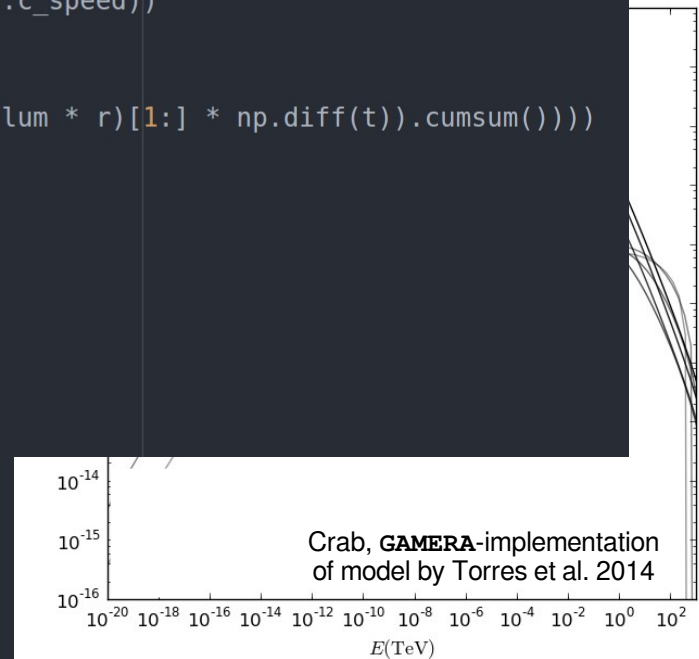 .c_speed))
lum * r)[1:] * np.diff(t)).cumsum())))
10^-14
10^-15
10^-16
Crab, GAMERA-implementation
of model by Torres et al. 2014
10^-20 10^-18 10^-16 10^-14 10^-12 10^-10 10^-8 10^-6 10^-4 10^-2 10^0 10^2
E(TeV)